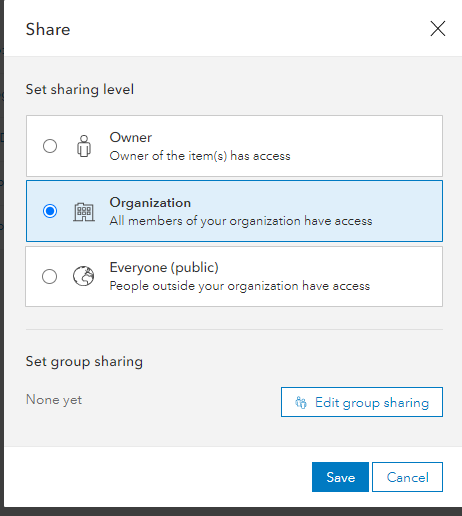 Share
Set sharing level
Owner
Owner of the item(s) has access
Organization
All members of your organization have access
Everyone (public)
People outside your organization have access
Set group sharing
None yet
Edit group sharing
Save
Cancel